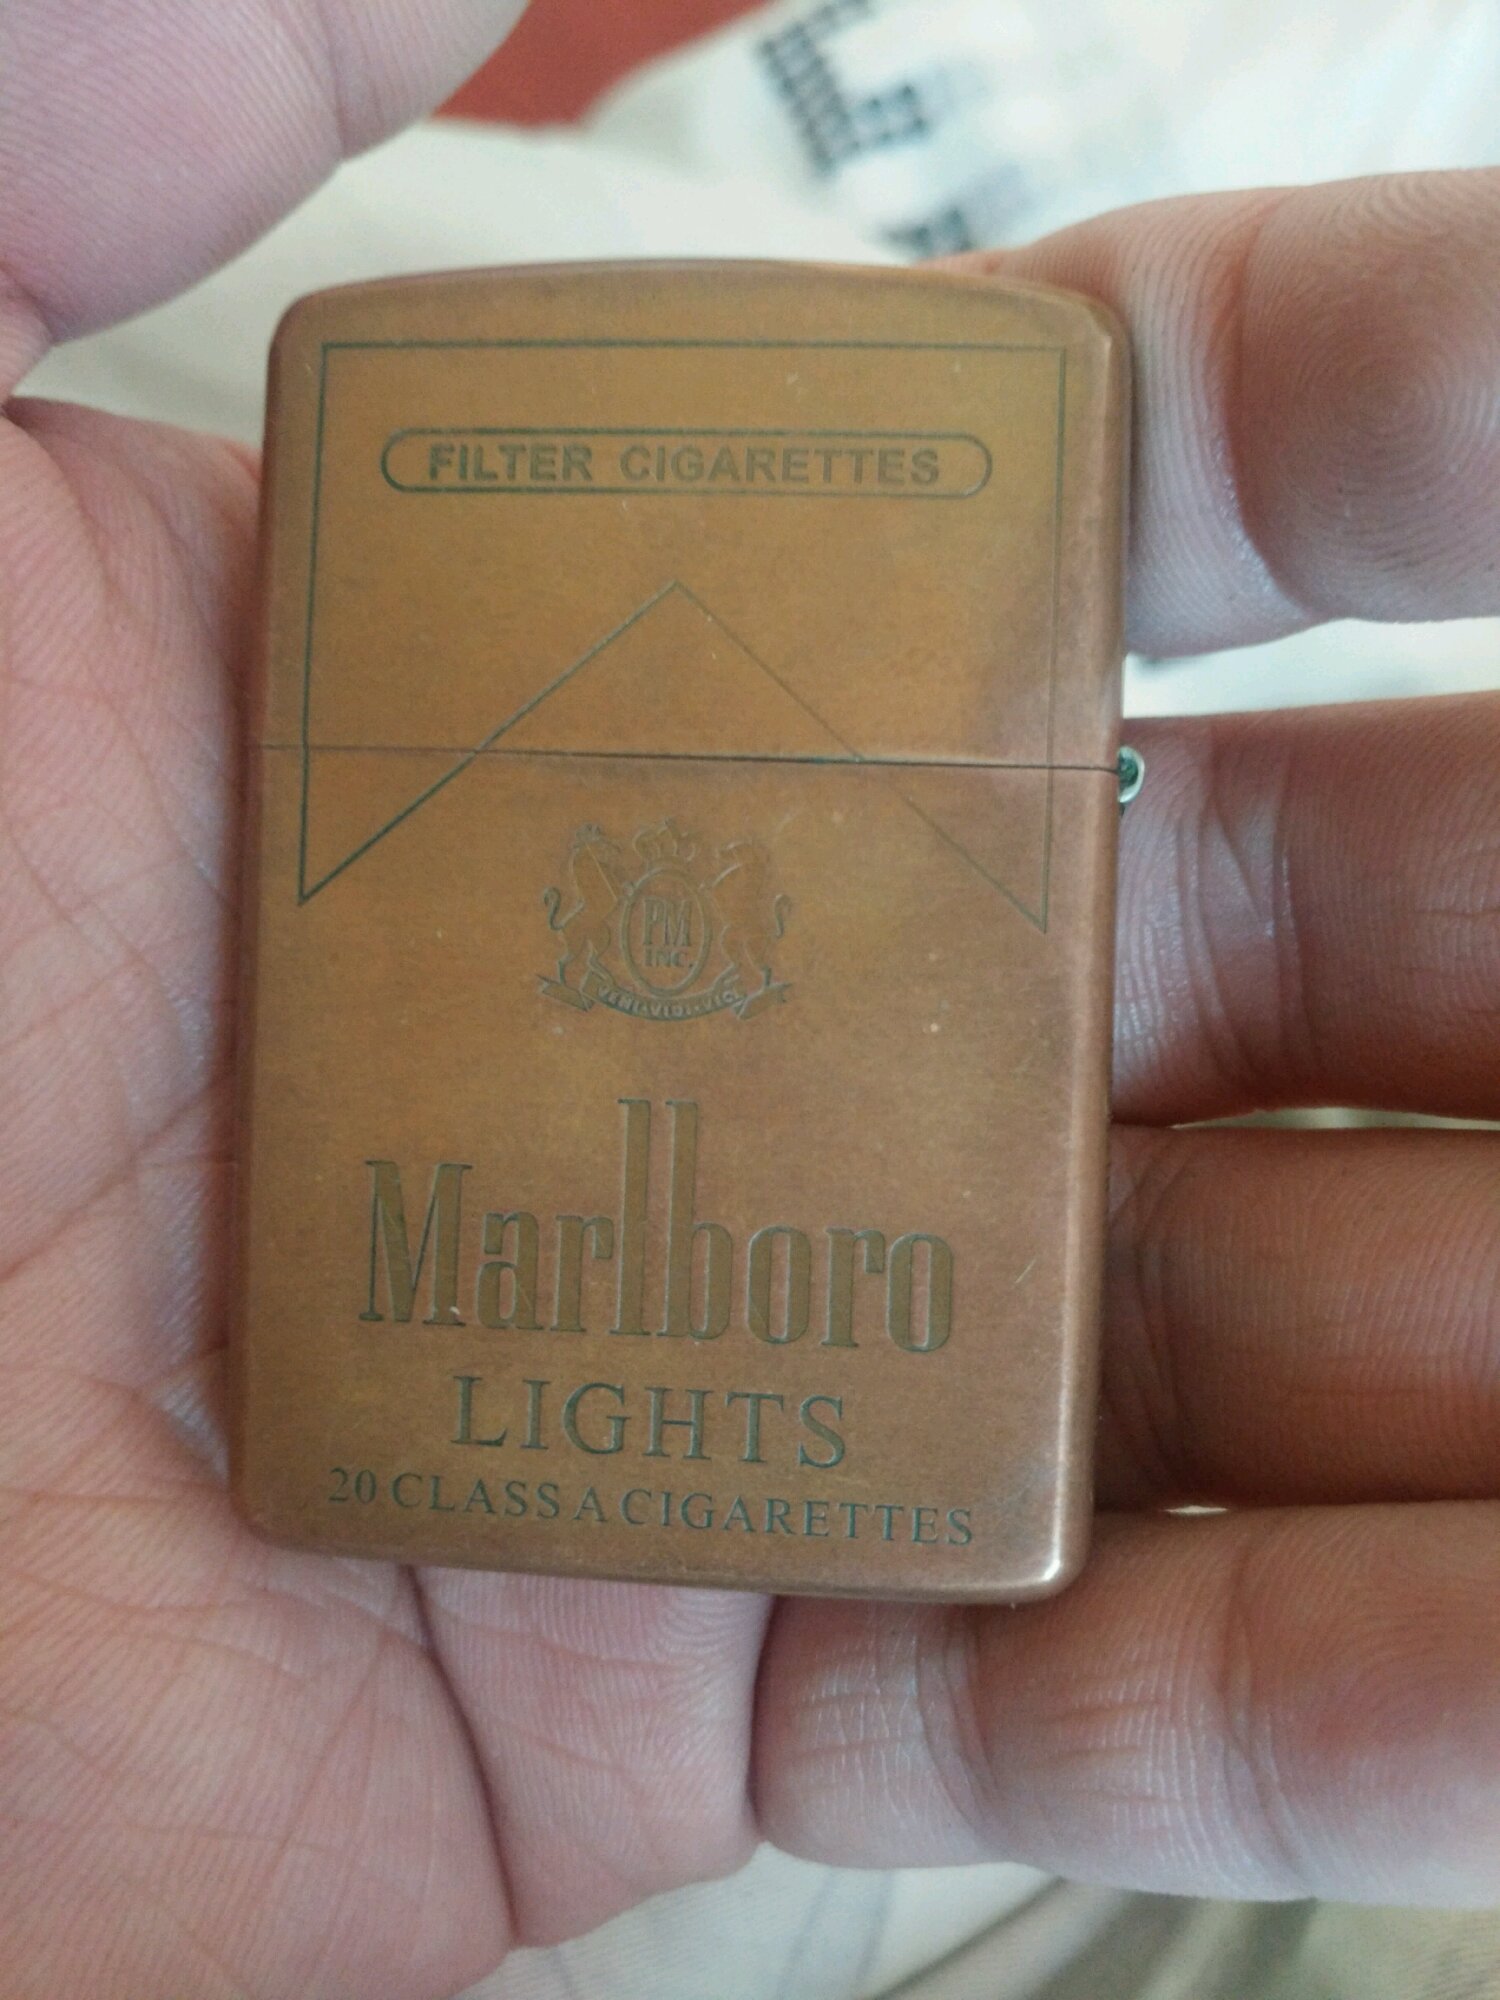 FILTER CIGARETTES
PM
INC.
VENI·VIDI·VICI
Marlboro
LIGHTS
20 CLASS A CIGARETTES